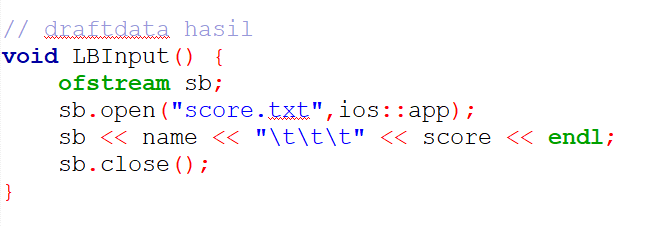 // draftdata hasil
void LBInput() {
    ofstream sb;
    sb.open("score.txt",ios::app);
    sb << name << "\t\t\t" << score << endl;
    sb.close();
}